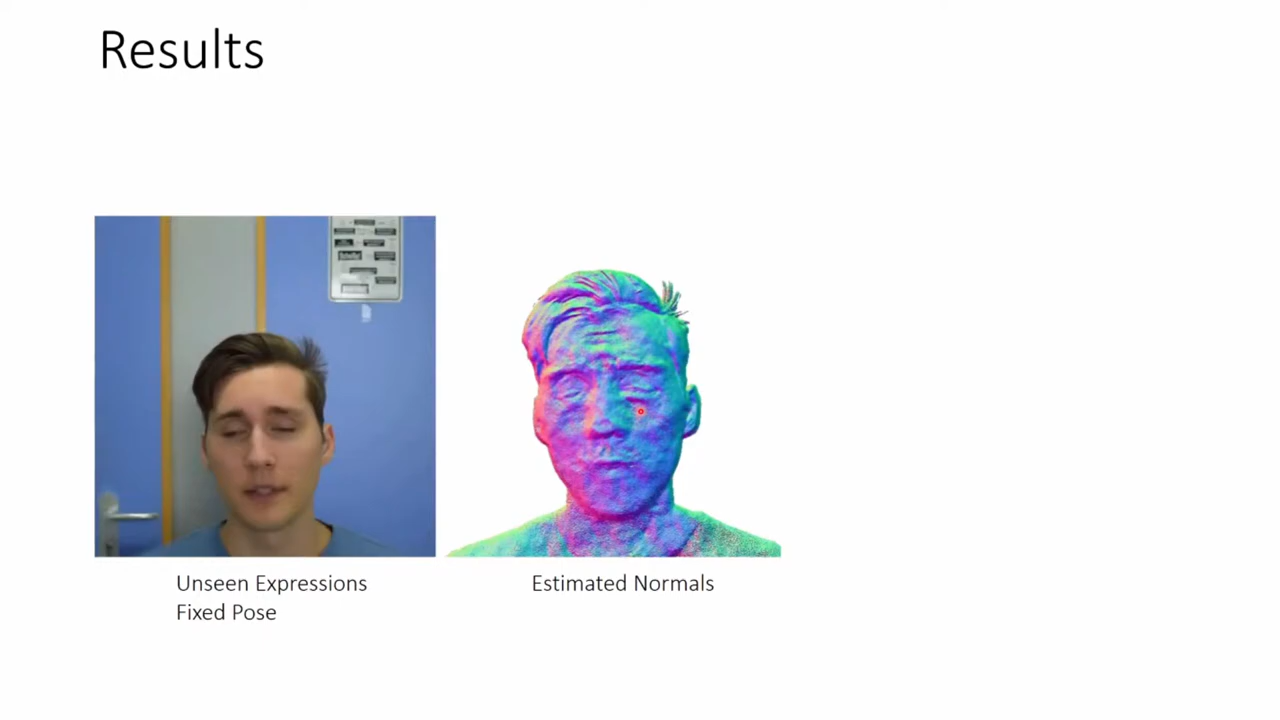 Results
Unseen Expressions
Fixed Pose
Estimated Normals